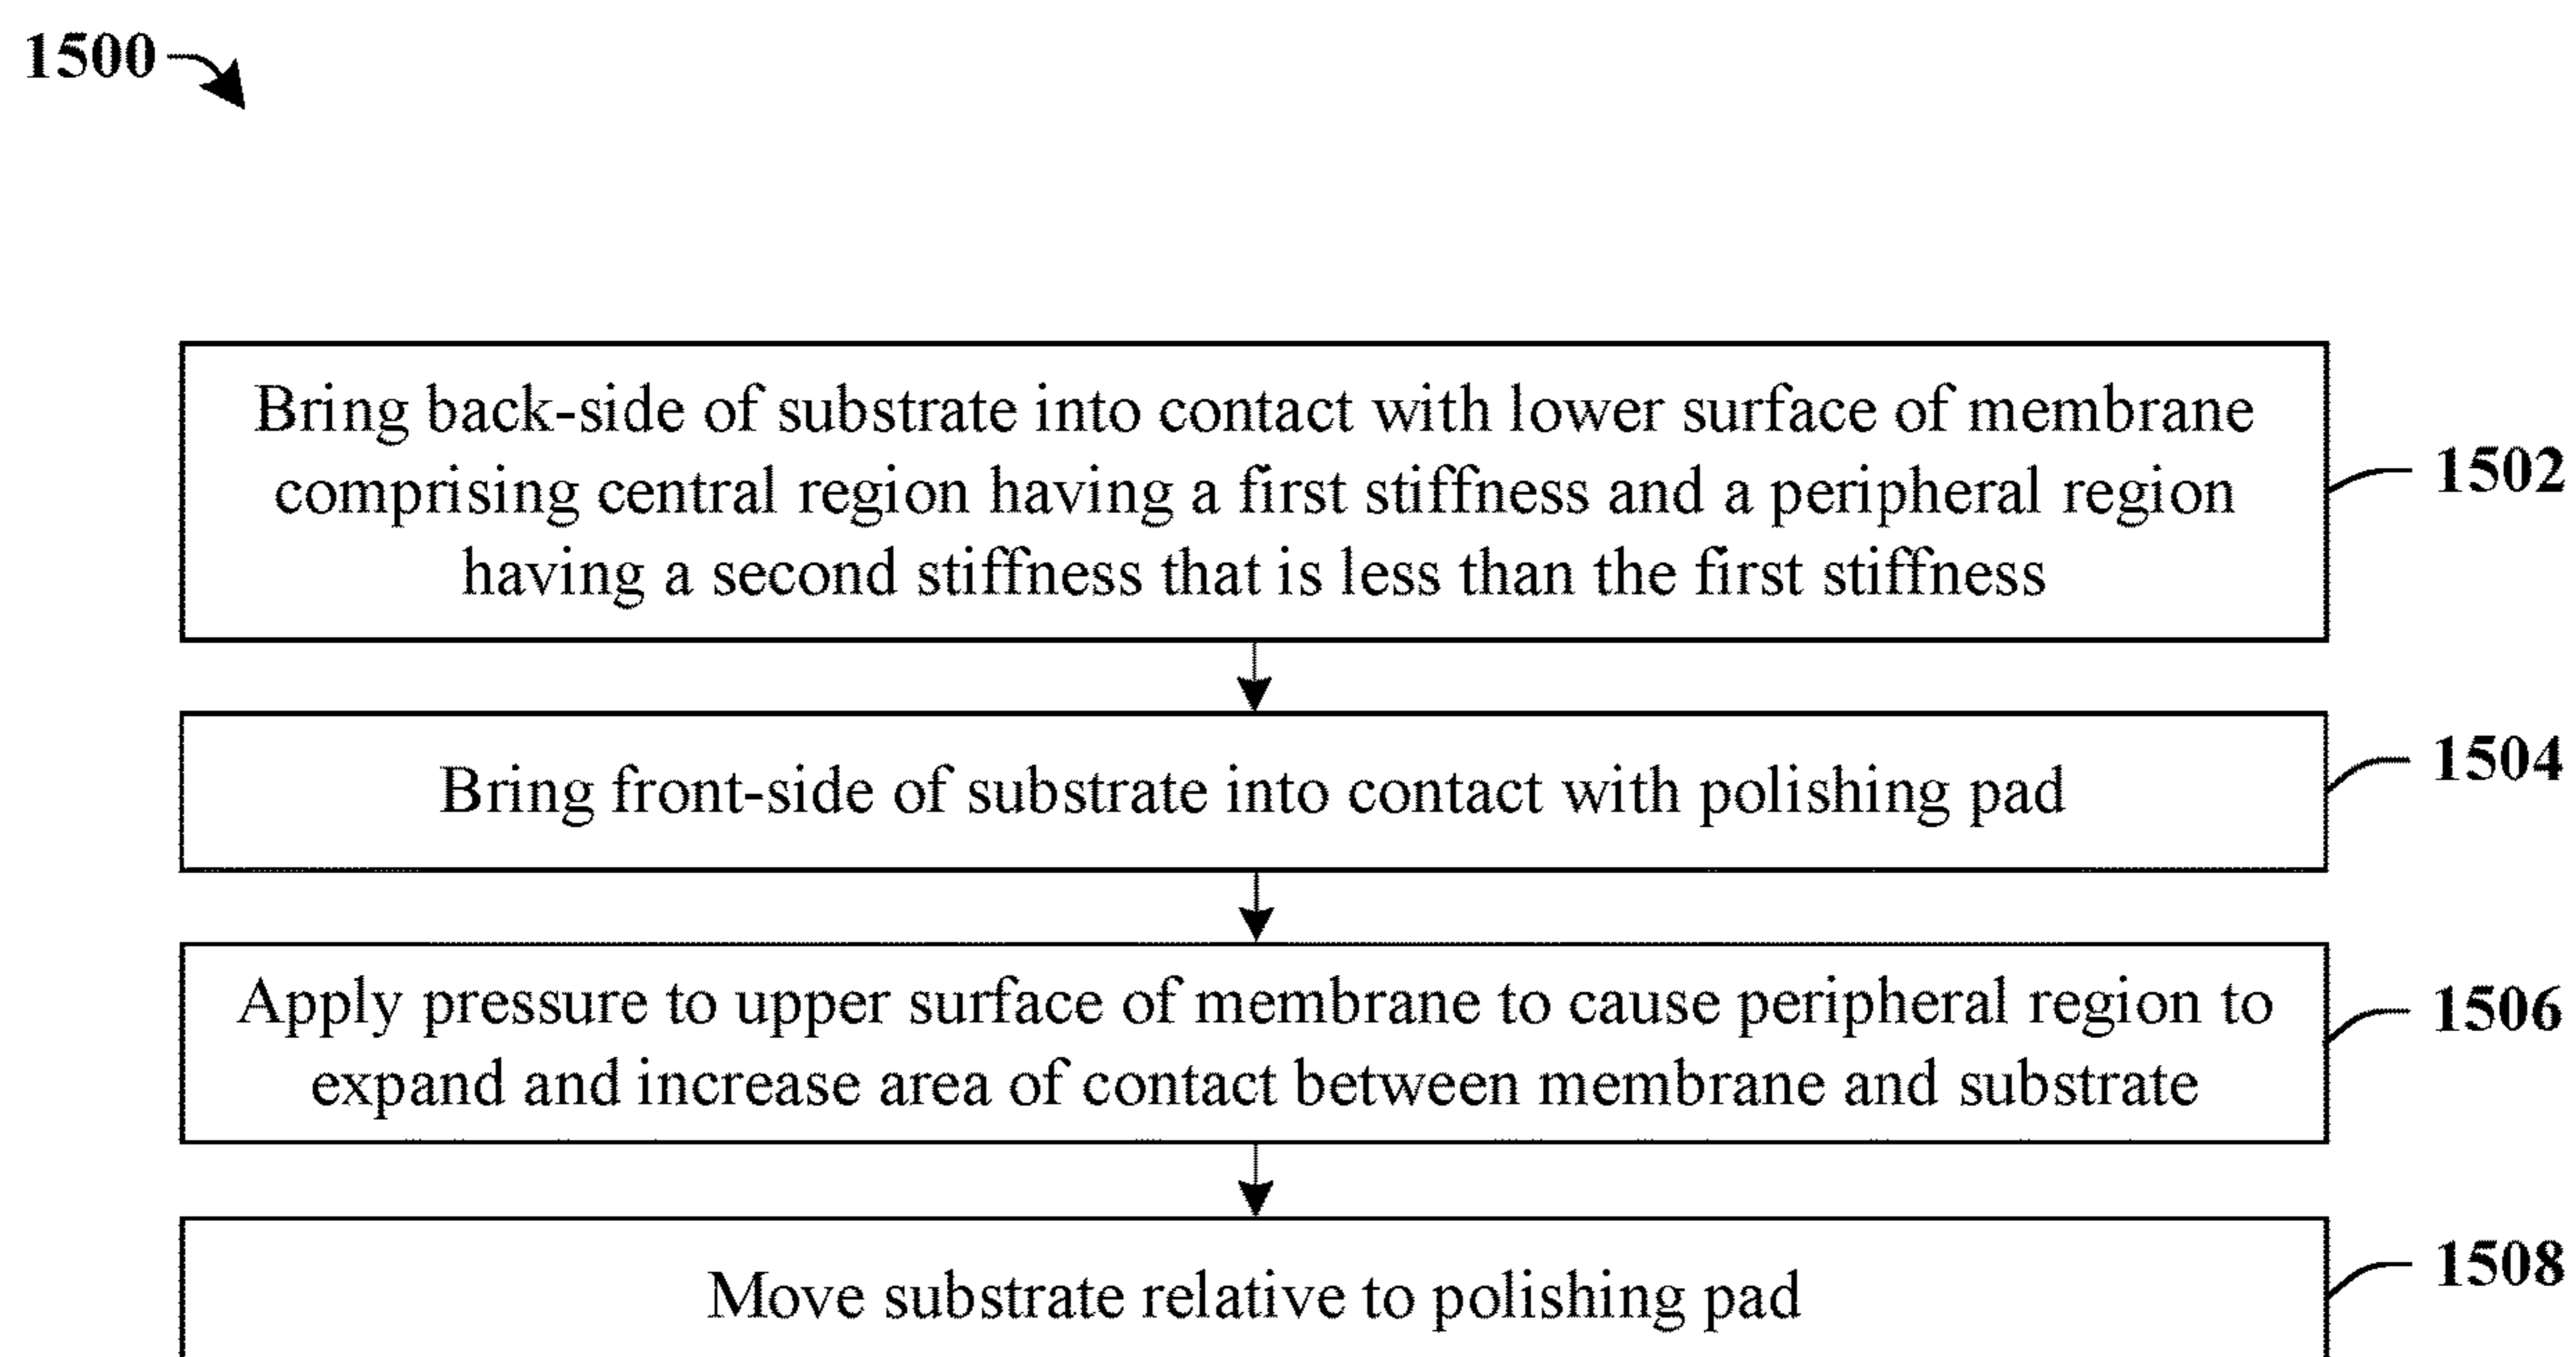 1500
Bring back-side of substrate into contact with lower surface of membrane
comprising central region having a first stiffness and a peripheral region
having a second stiffness that is less than the first stiffness
1502
Bring front-side of substrate into contact with polishing pad
1504
Apply pressure to upper surface of membrane to cause peripheral region to
expand and increase area of contact between membrane and substrate
1506
Move substrate relative to polishing pad
1508